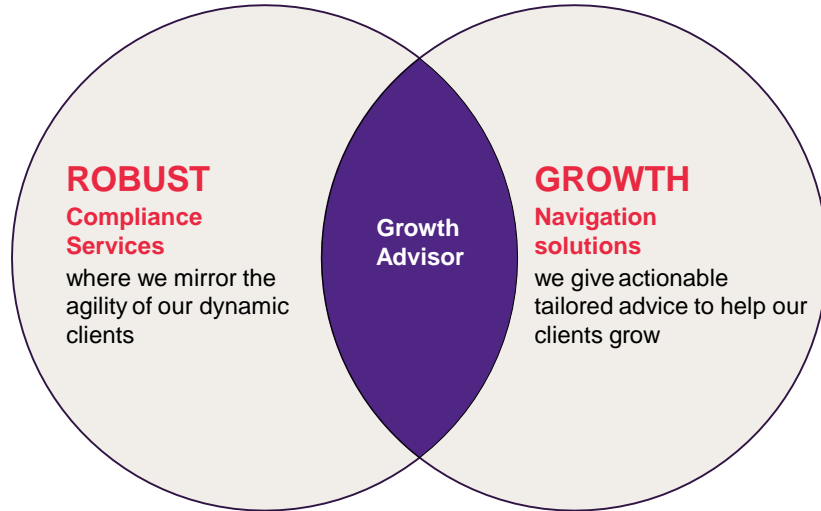 ROBUST
Compliance
Services
where we mirror the
agility of our dynamic
clients
Growth
Advisor
GROWTH
Navigation
solutions
we give actionable
tailored advice to help our
clients grow